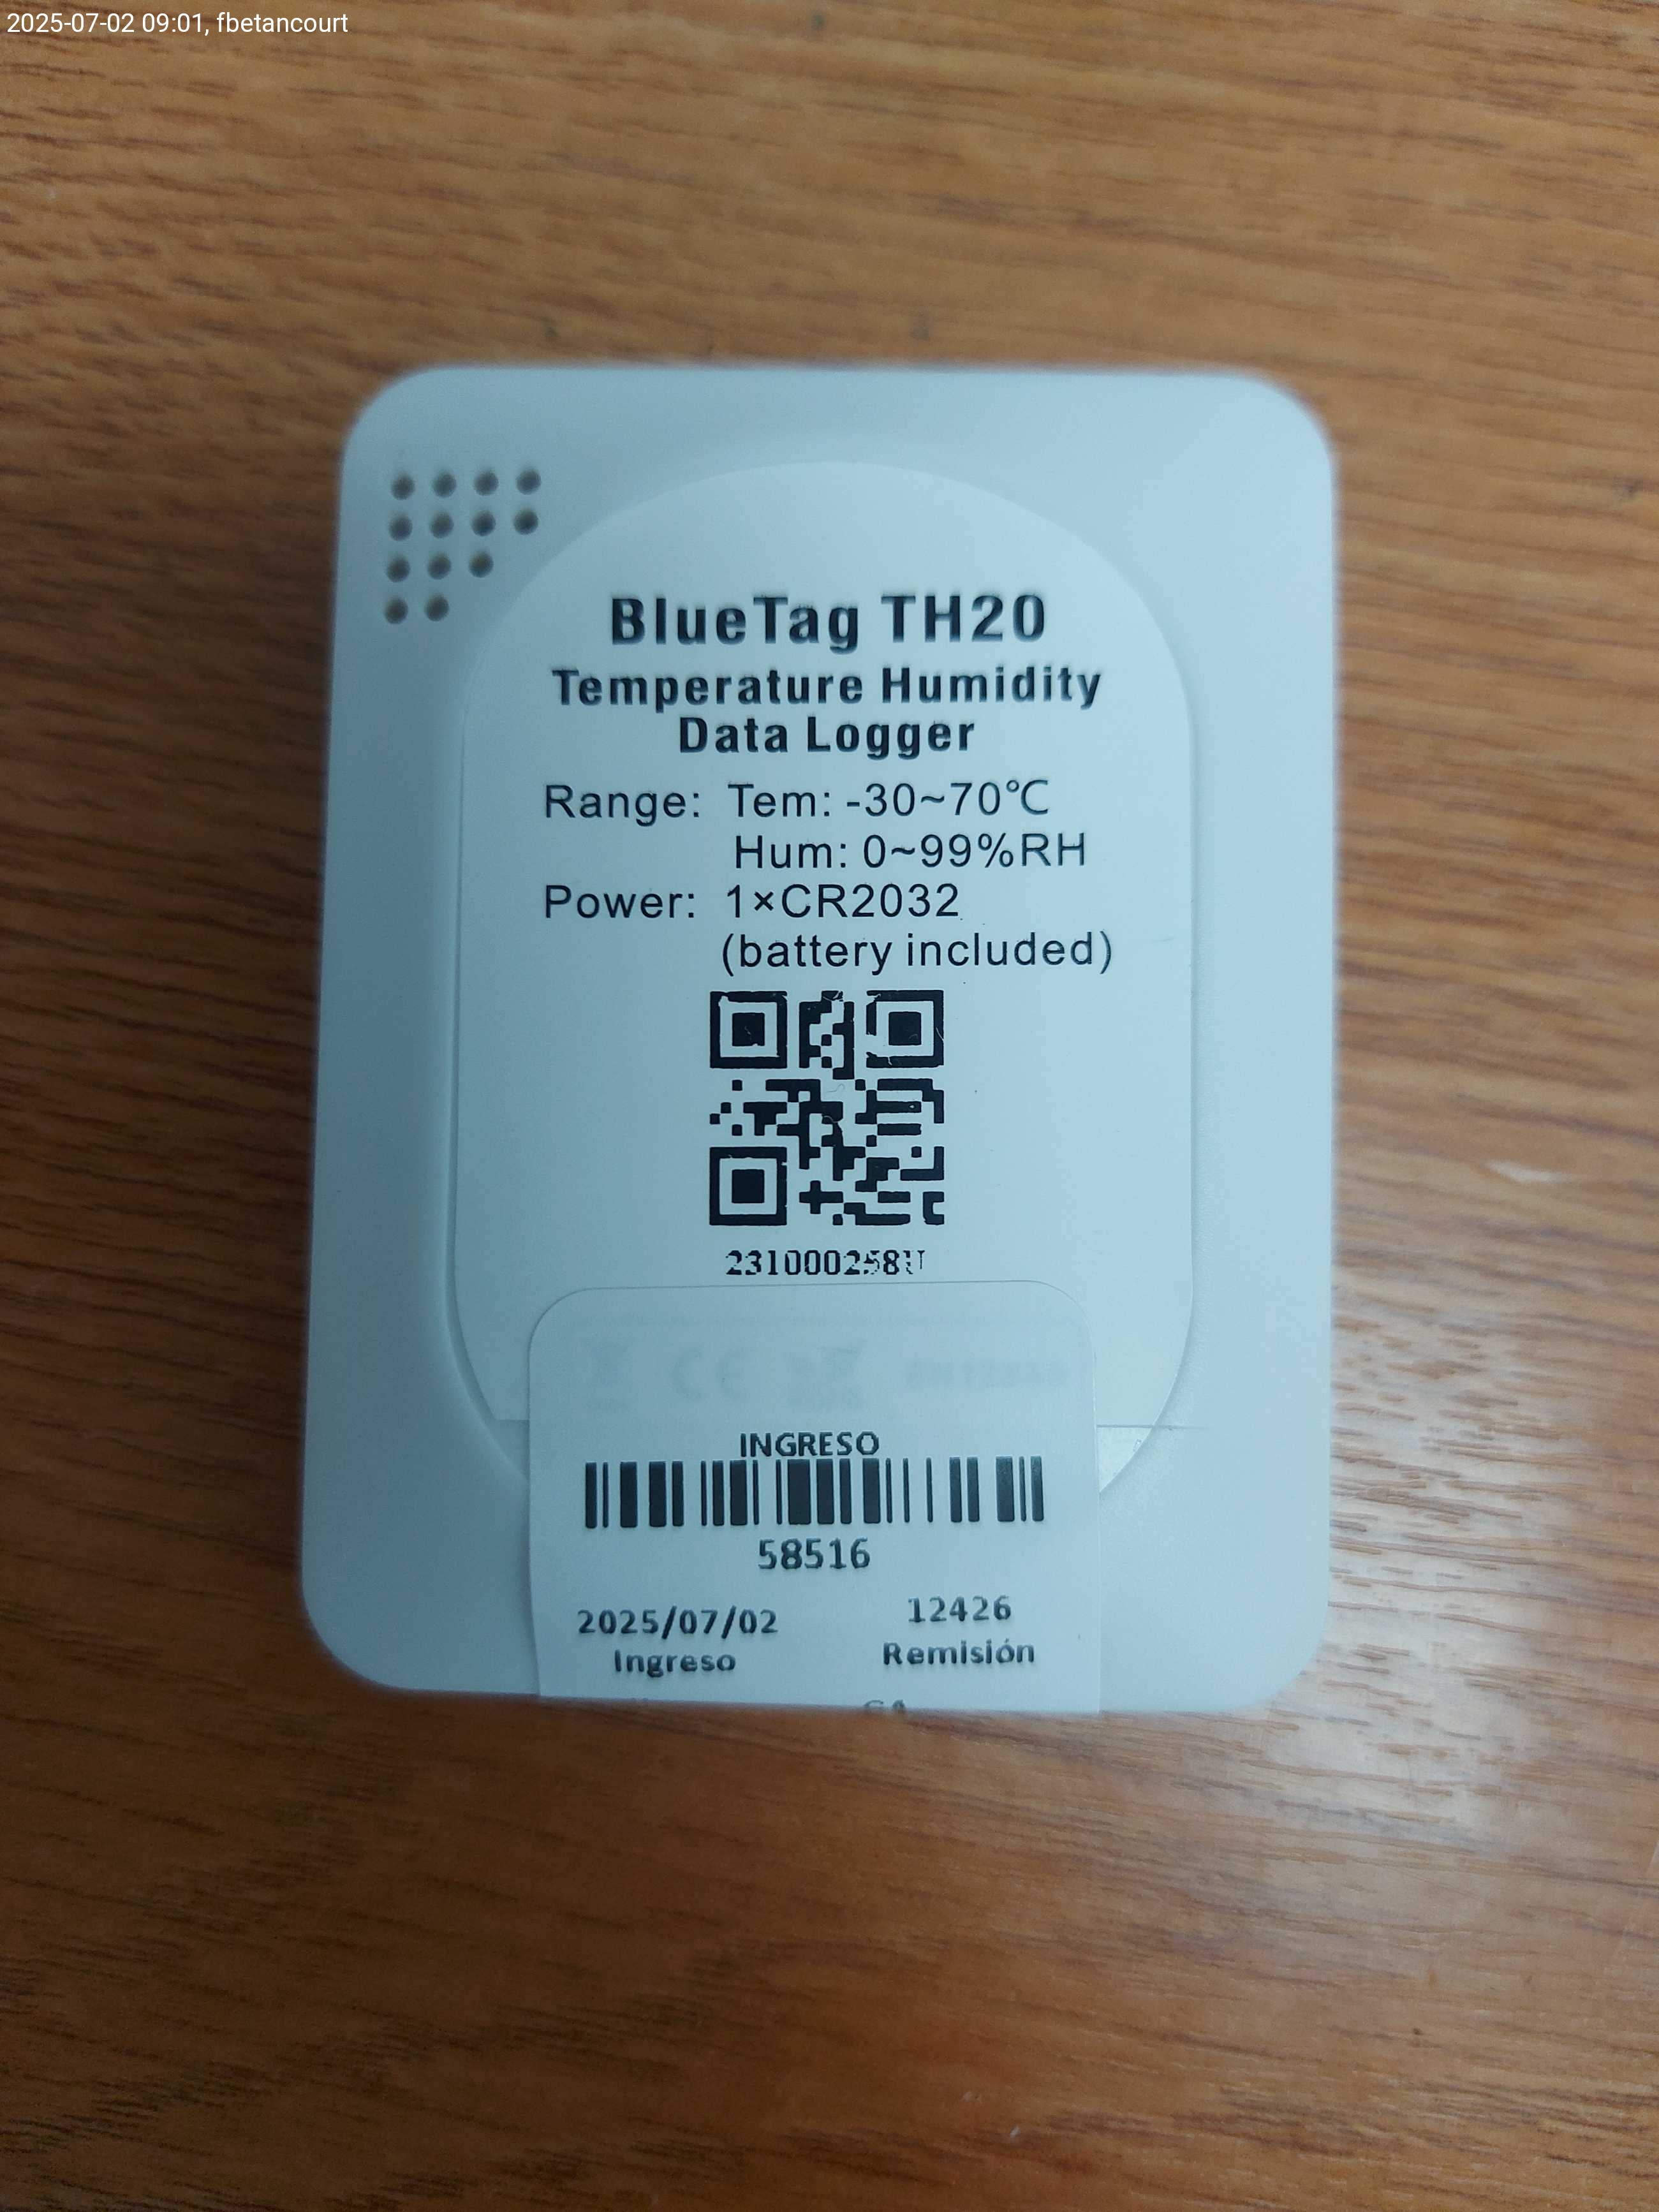 2025-07-02 09:01, fbetancourt
BlueTag TH20
Temperature Humidity
Data Logger
Range: Tem: -30~70℃
Hum: 0~99%RH
Power: 1×CR2032
(battery included)
CE
INGRESO
58516
2025/07/02 12426
Ingreso Remisión